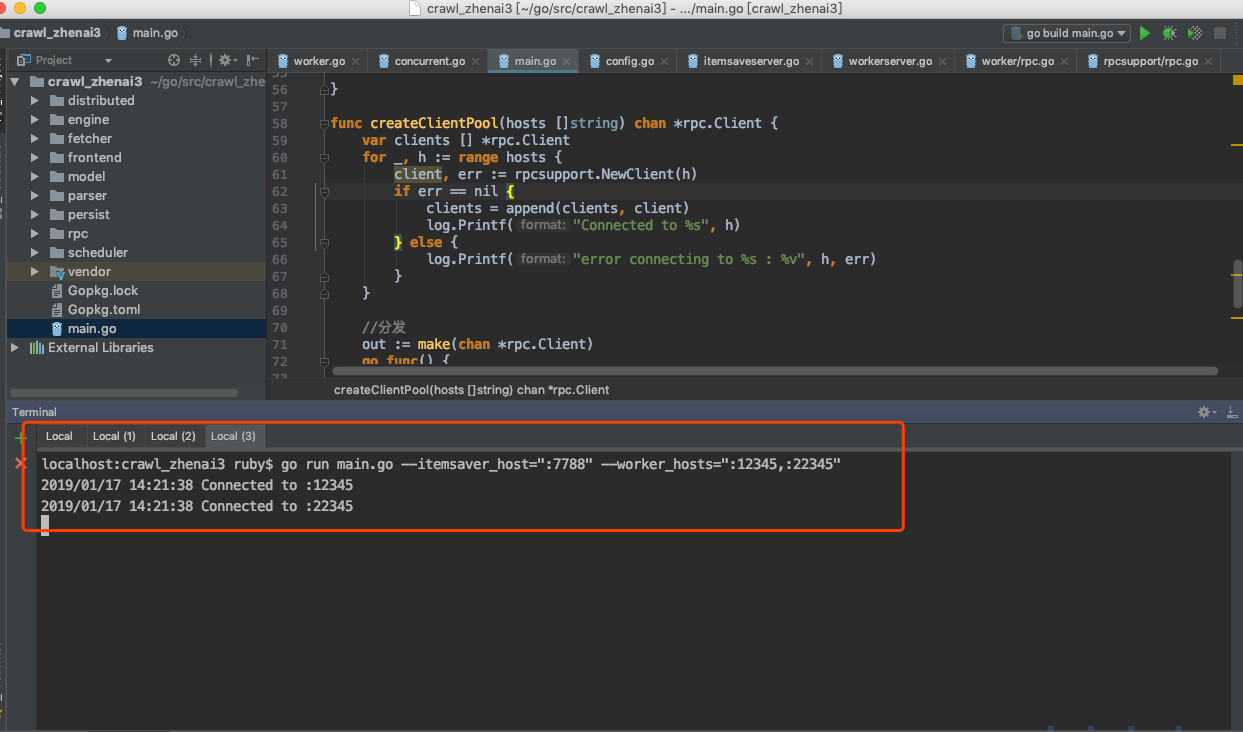 crawl_zhenai3 [~/go/src/crawl_zhenai3] - .../main.go [crawl_zhenai3]
crawl_zhenai3 main.go go build main.go
Project worker.go concurrent.go main.go config.go itemsaveserver.go workerserver.go worker/rpc.go rpcsupport/rpc.go
crawl_zhenai3 ~/go/src/crawl_zhe
distributed
engine
fetcher
frontend
model
parser
persist
rpc
scheduler
vendor
Gopkg.lock
Gopkg.toml
main.go
External Libraries
55
56 }
57
58 func createClientPool(hosts []string) chan *rpc.Client {
59 var clients [] *rpc.Client
60 for _, h := range hosts {
61 client, err := rpcsupport.NewClient(h)
62 if err == nil {
63 clients = append(clients, client)
64 log.Printf( format: "Connected to %s", h)
65 } else {
66 log.Printf( format: "error connecting to %s : %v", h, err)
67 }
68 }
69
70 //分发
71 out := make(chan *rpc.Client)
72 go func() {
73
createClientPool(hosts []string) chan *rpc.Client
Terminal
Local Local (1) Local (2) Local (3)
localhost:crawl_zhenai3 ruby$ go run main.go --itemsaver_host=":7788" --worker_hosts=":12345,:22345"
2019/01/17 14:21:38 Connected to :12345
2019/01/17 14:21:38 Connected to :22345